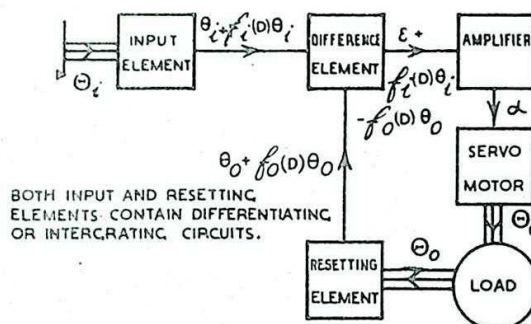 INPUT
ELEMENT
Θi
θi+fi(D)θi
DIFFERENCE
ELEMENT
ε+
fi(D)θi
-fo(D)θo
AMPLIFIER
α
SERVO
MOTOR
Θo
LOAD
Θo
RESETTING
ELEMENT
θo+fo(D)θo
BOTH INPUT AND RESETTING
ELEMENTS CONTAIN DIFFERENTIATING
OR INTERGRATING CIRCUITS.